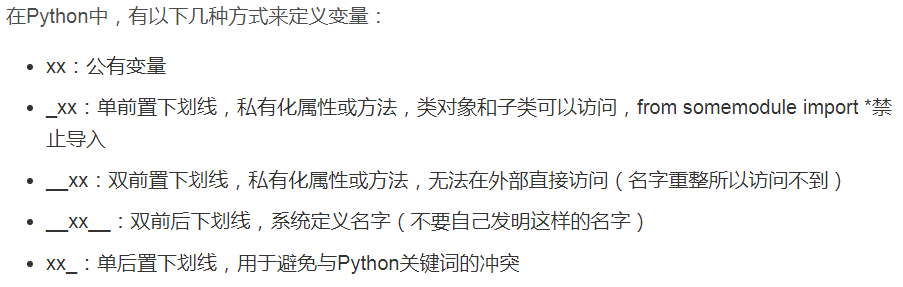 在Python中，有以下几种方式来定义变量：
• xx：公有变量
• _xx：单前置下划线，私有化属性或方法，类对象和子类可以访问，from somemodule import *禁
止导入
• __xx：双前置下划线，私有化属性或方法，无法在外部直接访问（名字重整所以访问不到）
• __xx__：双前后下划线，系统定义名字（不要自己发明这样的名字）
• xx_：单后置下划线，用于避免与Python关键词的冲突